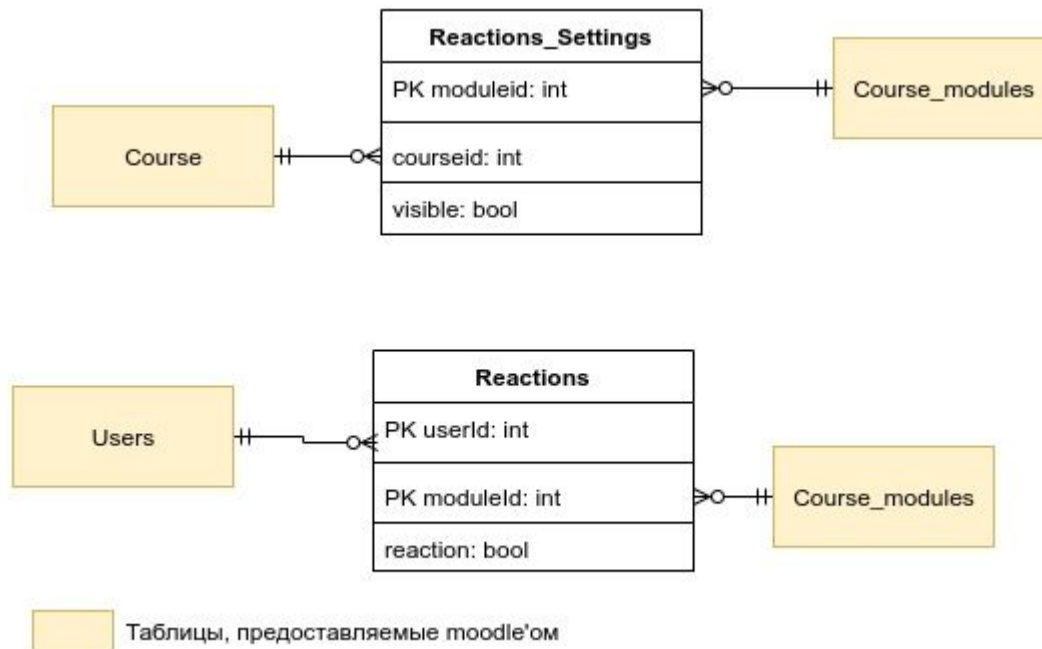 Reactions_Settings
PK moduleid: int
Course_modules
Course
courseid: int
visible: bool
Reactions
PK userId: int
Users
PK moduleId: int
Course_modules
reaction: bool
Таблицы, предоставляемые moodle'ом